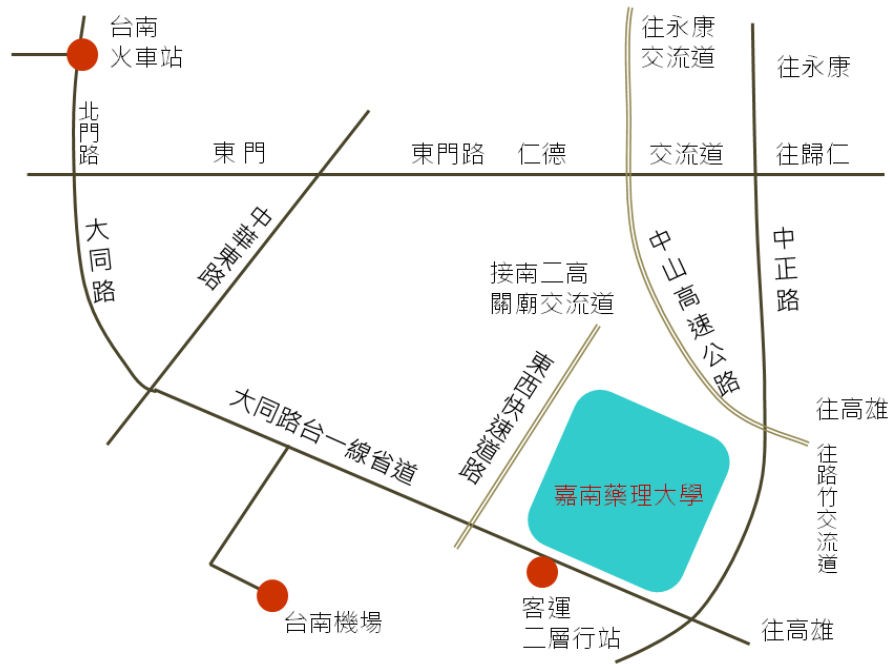 台南
火車站
往永康
交流道
往永康
北門路
東門
東門路
仁德
交流道
往歸仁
大同路
中華東路
接南二高
關廟交流道
中山高速公路
中正路
東西快速道路
大同路台一線省道
往高雄
往路竹交流道
嘉南藥理大學
台南機場
客運
二層行站
往高雄